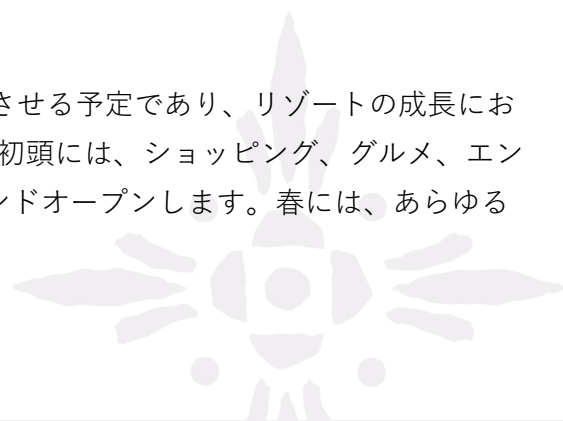 させる予定であり、リゾートの成長にお
初頭には、ショッピング、グルメ、エン
ンドオープンします。春には、あらゆる